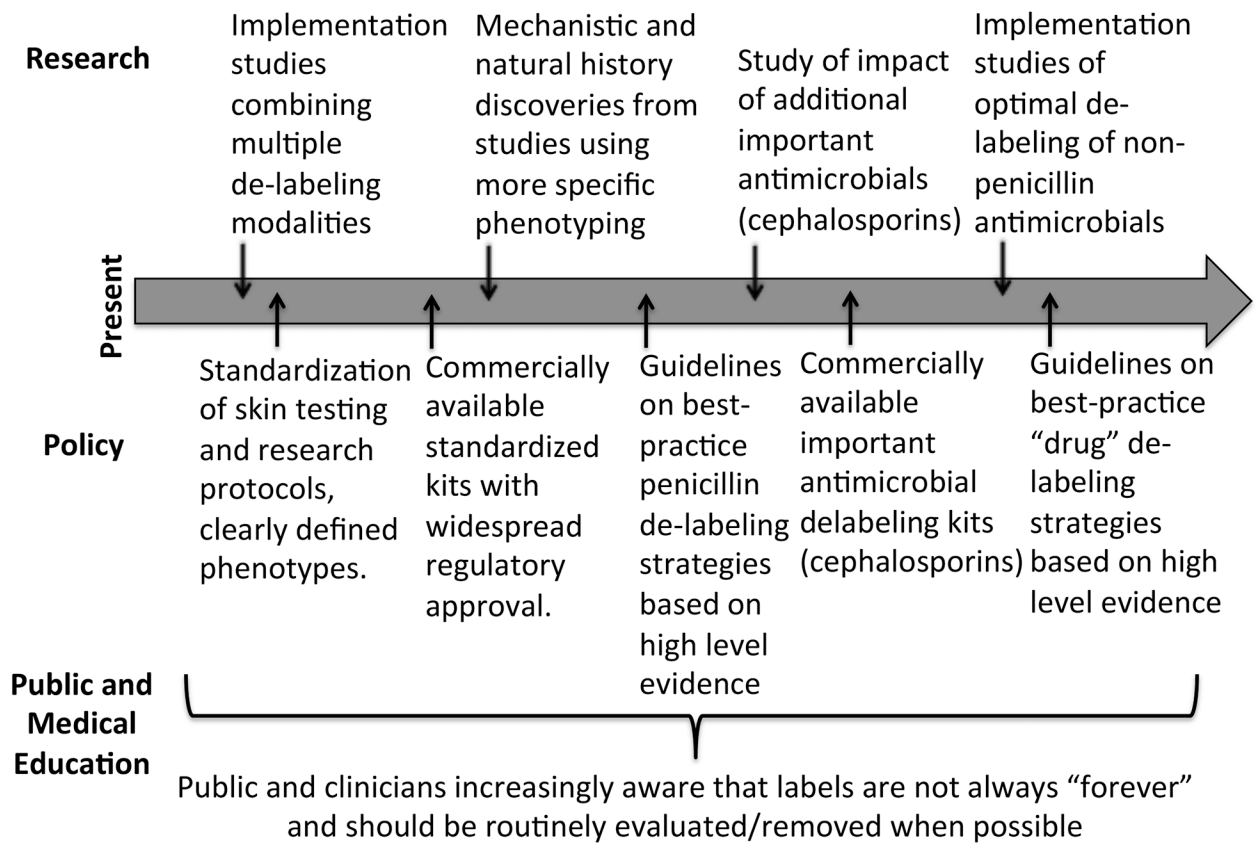 Research
Implementation
studies
combining
multiple
de-labeling
modalities
Mechanistic and
natural history
discoveries from
studies using
more specific
phenotyping
Study of impact
of additional
important
antimicrobials
(cephalosporins)
Implementation
studies of
optimal de-
labeling of non-
penicillin
antimicrobials
Present
Policy
Standardization
of skin testing
and research
protocols,
clearly defined
phenotypes.
Commercially
available
standardized
kits with
widespread
regulatory
approval.
Guidelines
on best-
practice
penicillin
de-labeling
strategies
based on
high level
evidence
Commercially
available
important
antimicrobial
delabeling kits
(cephalosporins)
Guidelines on
best-practice
“drug” de-
labeling
strategies
based on high
level evidence
Public and
Medical
Education
Public and clinicians increasingly aware that labels are not always “forever”
and should be routinely evaluated/removed when possible